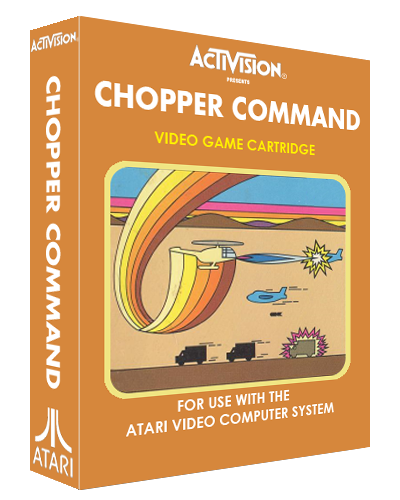 ACTIVISION®
PRESENTS
CHOPPER COMMAND
VIDEO GAME CARTRIDGE
FOR USE WITH THE
ATARI VIDEO COMPUTER SYSTEM
ACTIVISION®
CHOPPER COMMAND
ATARI